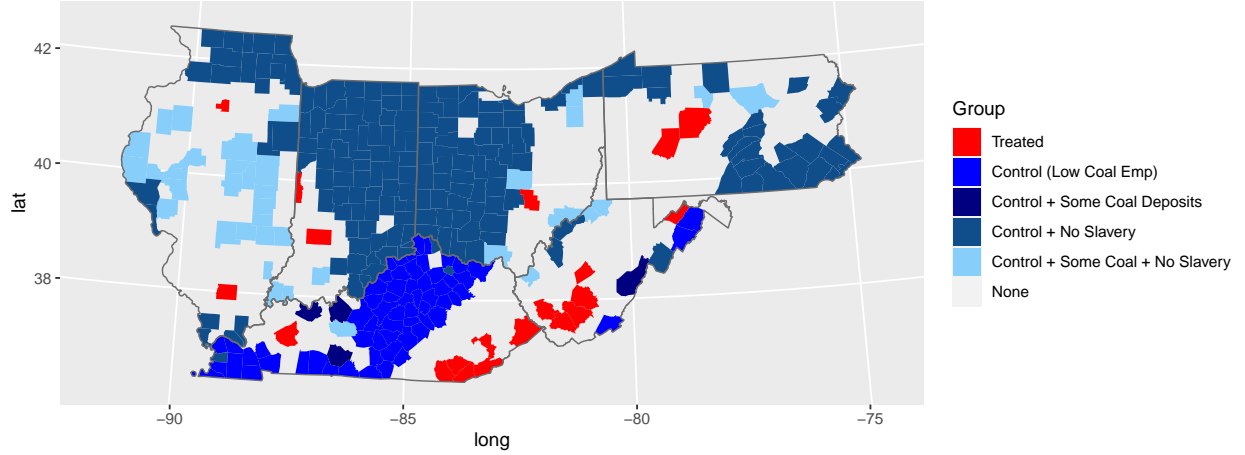 42
40
38
lat
−90
−85
−80
−75
long
Group
Treated
Control (Low Coal Emp)
Control + Some Coal Deposits
Control + No Slavery
Control + Some Coal + No Slavery
None